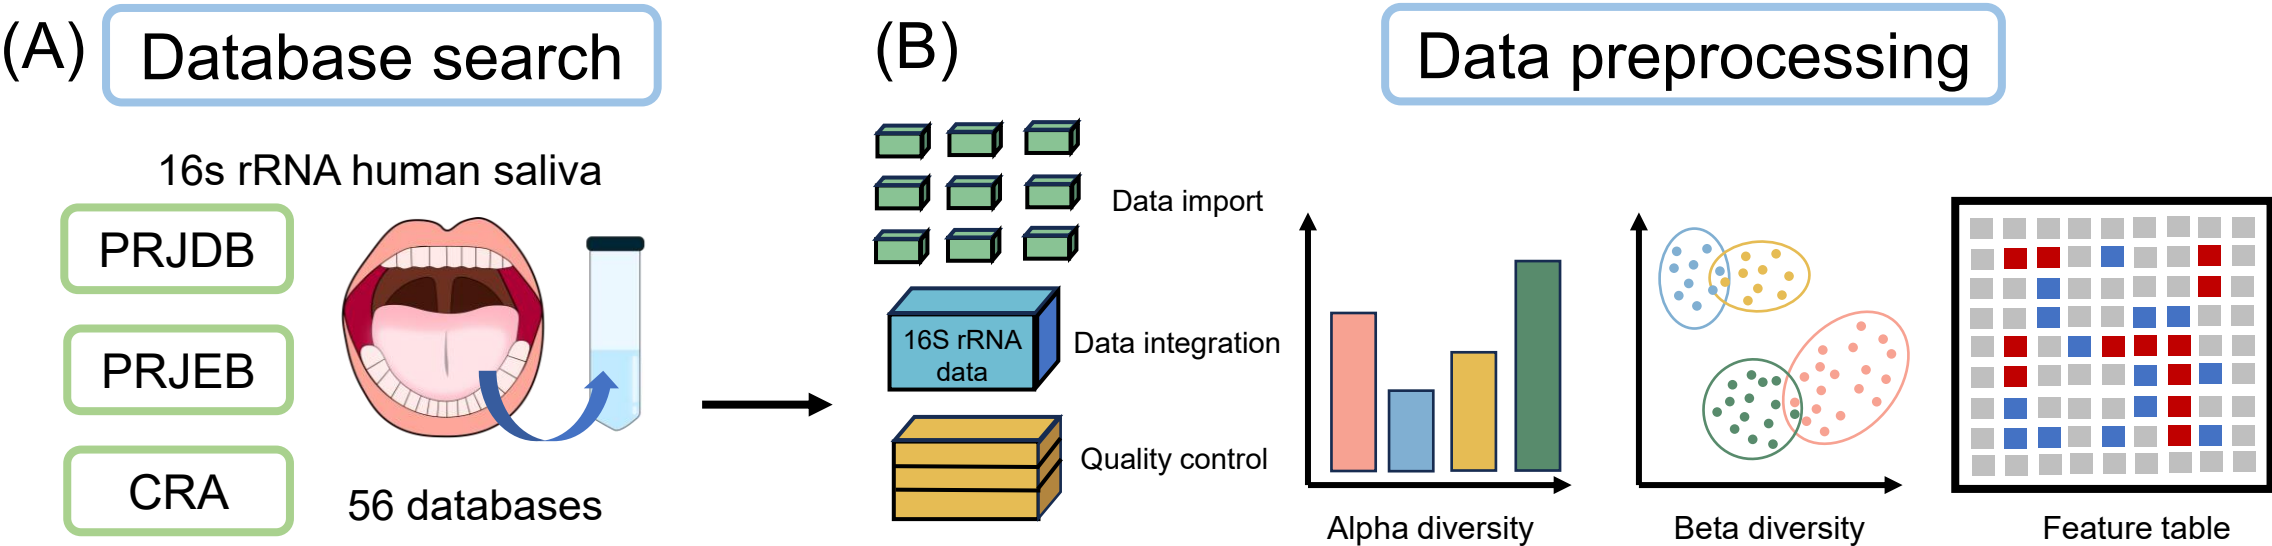 (A)
Database search
16s rRNA human saliva
PRJDB
PRJEB
CRA
56 databases
(B)
Data preprocessing
Data import
16S rRNA
data
Data integration
Quality control
Alpha diversity
Beta diversity
Feature table